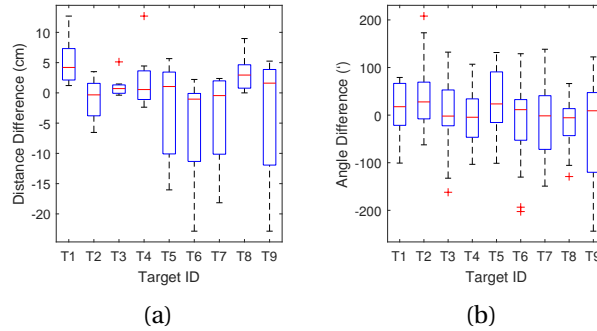 10
5
0
-5
-10
-15
-20
Distance Difference (cm)
T1 T2 T3 T4 T5 T6 T7 T8 T9
Target ID
(a)
200
100
0
-100
-200
Angle Difference (')
T1 T2 T3 T4 T5 T6 T7 T8 T9
Target ID
(b)